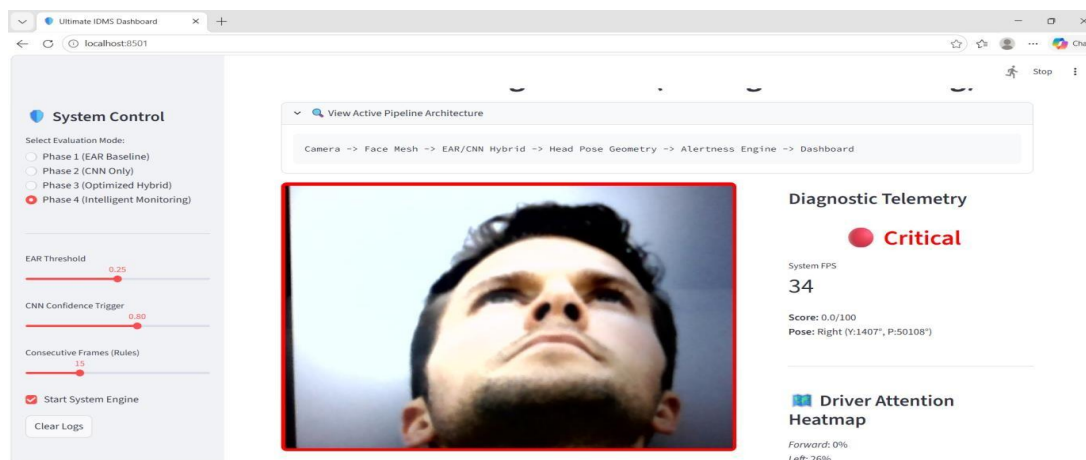 Ultimate IDMS Dashboard
localhost:8501
Cha
Stop
System Control
Select Evaluation Mode:
Phase 1 (EAR Baseline)
Phase 2 (CNN Only)
Phase 3 (Optimized Hybrid)
Phase 4 (Intelligent Monitoring)
EAR Threshold
0.25
CNN Confidence Trigger
0.80
Consecutive Frames (Rules)
15
Start System Engine
Clear Logs
View Active Pipeline Architecture
Camera -> Face Mesh -> EAR/CNN Hybrid -> Head Pose Geometry -> Alertness Engine -> Dashboard
Diagnostic Telemetry
Critical
System FPS
34
Score: 0.0/100
Pose: Right (Y:1407°, P:50108°)
Driver Attention
Heatmap
Forward: 0%
Left: 26%